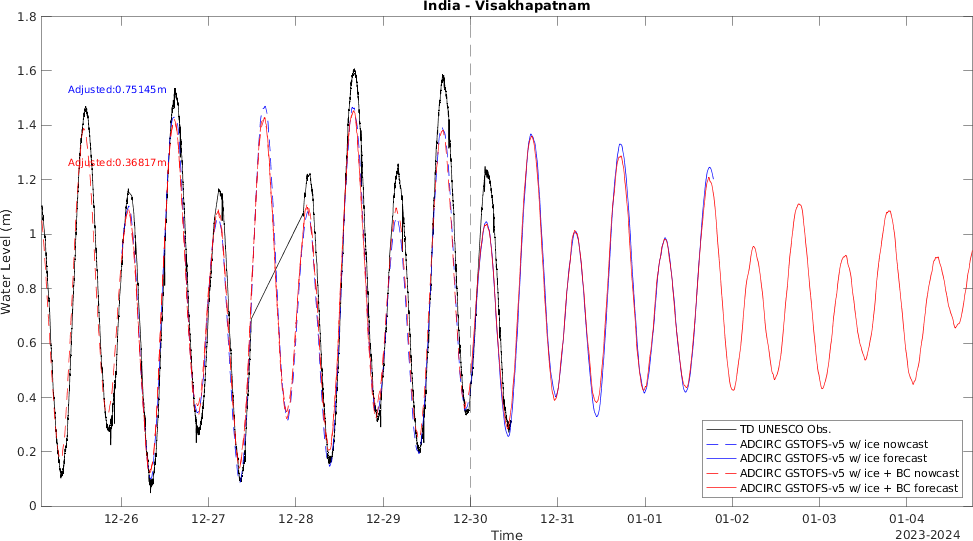 India - Visakhapatnam
1.8
1.6
1.4
1.2
1
0.8
0.6
0.4
0.2
0
Water Level (m)
Adjusted:0.75145m
Adjusted:0.36817m
TD UNESCO Obs.
ADCIRC GSTOFS-v5 w/ ice nowcast
ADCIRC GSTOFS-v5 w/ ice forecast
ADCIRC GSTOFS-v5 w/ ice + BC nowcast
ADCIRC GSTOFS-v5 w/ ice + BC forecast
12-26 12-27 12-28 12-29 12-30 12-31 01-01 01-02 01-03 01-04
Time
2023-2024